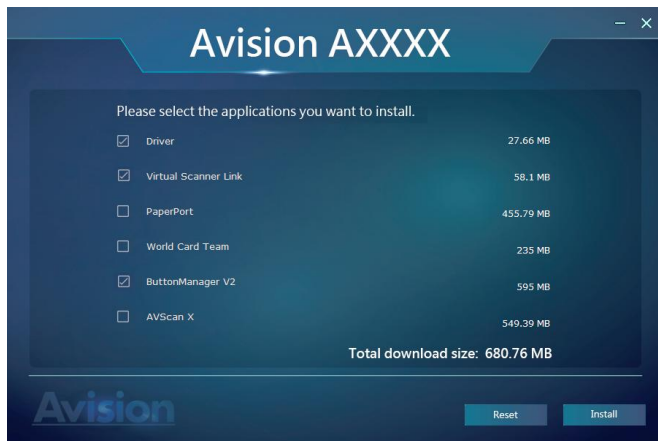 Avision AXXXX
Please select the applications you want to install.
Driver 27.66 MB
Virtual Scanner Link 58.1 MB
PaperPort 455.79 MB
World Card Team 235 MB
ButtonManager V2 595 MB
AVScan X 549.39 MB
Total download size: 680.76 MB
Avision
Reset Install